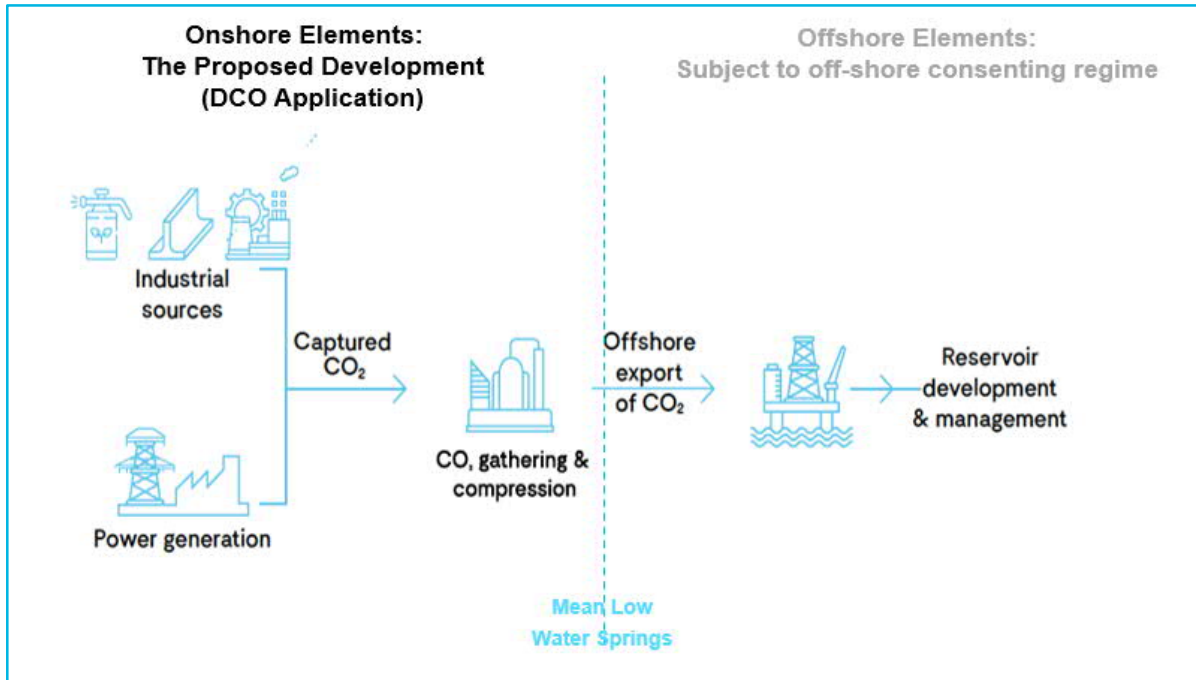 Onshore Elements:
The Proposed Development
(DCO Application)
Offshore Elements:
Subject to off-shore consenting regime
Industrial
sources
Captured
CO₂
Offshore
export
of CO₂
Reservoir
development
& management
CO, gathering &
compression
Power generation
Mean Low
Water Springs